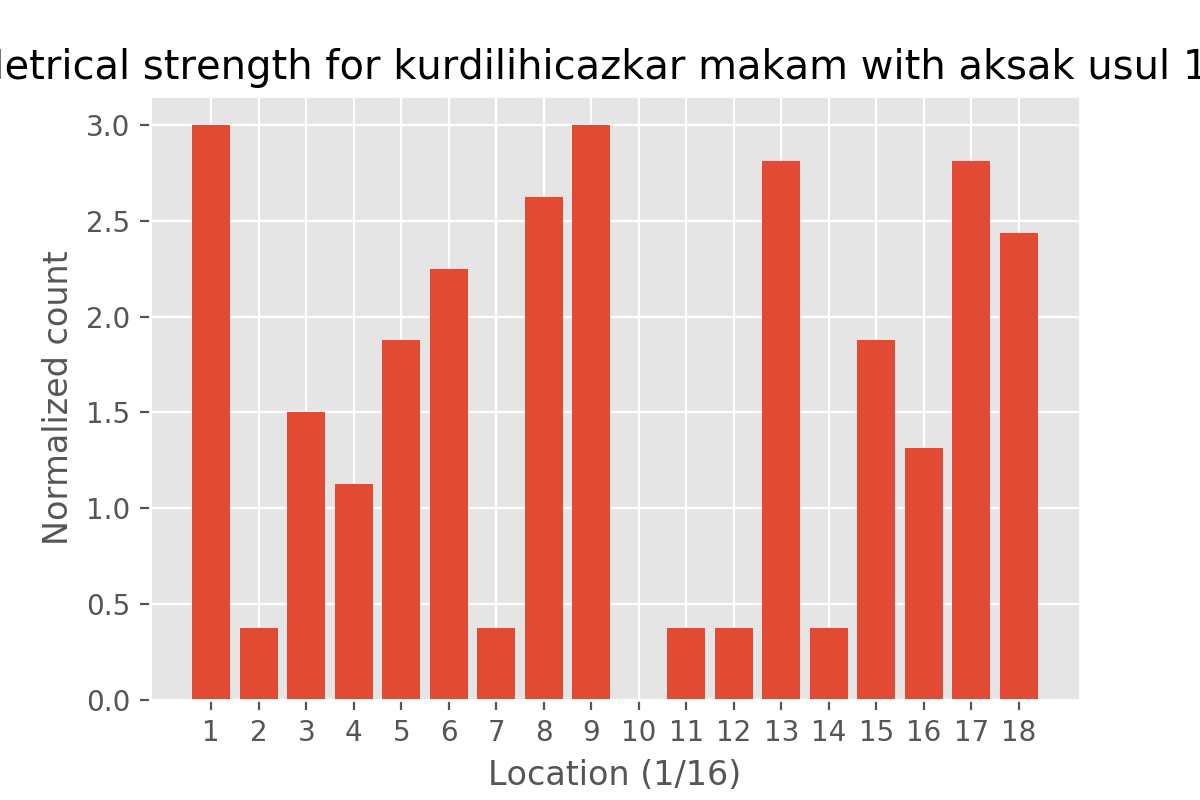 etrical strength for kurdilihicazkar makam with aksak usul 1
3.0
2.5
2.0
1.5
1.0
0.5
0.0
Normalized count
1 2 3 4 5 6 7 8 9 10 11 12 13 14 15 16 17 18
Location (1/16)